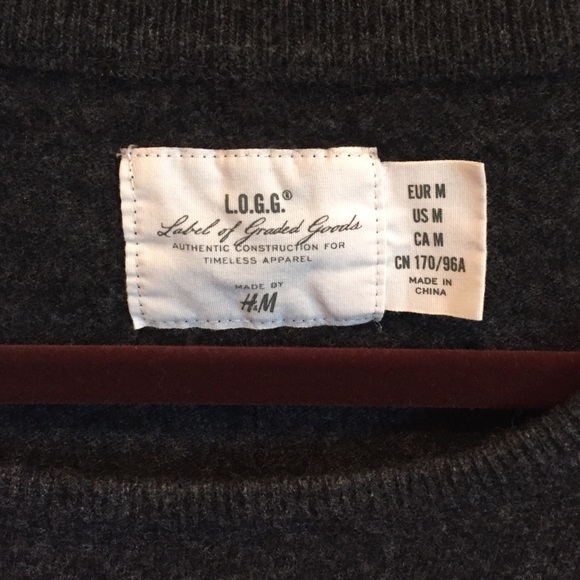 L.O.G.G.®
Label of Graded Goods
AUTHENTIC CONSTRUCTION FOR
TIMELESS APPAREL
MADE BY
H&M
EUR M
US M
CA M
CN 170/96A
MADE IN
CHINA